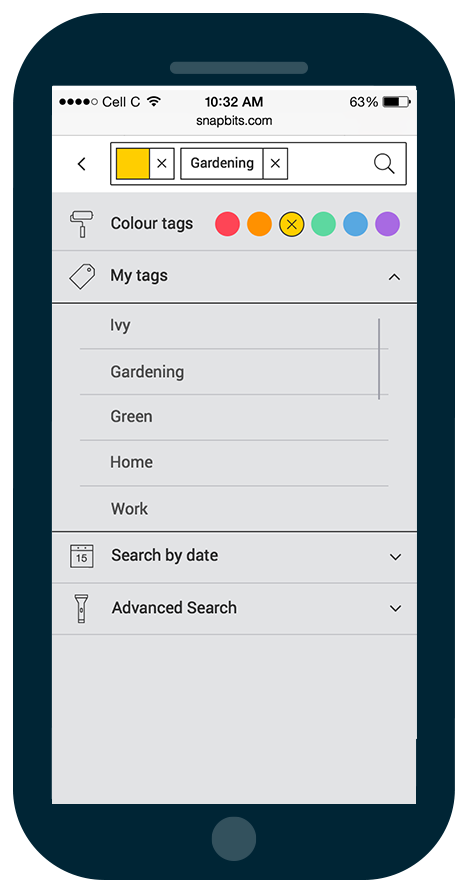 Cell C 10:32 AM 63%
snapbits.com
Gardening
Colour tags
My tags
Ivy
Gardening
Green
Home
Work
15 Search by date
Advanced Search